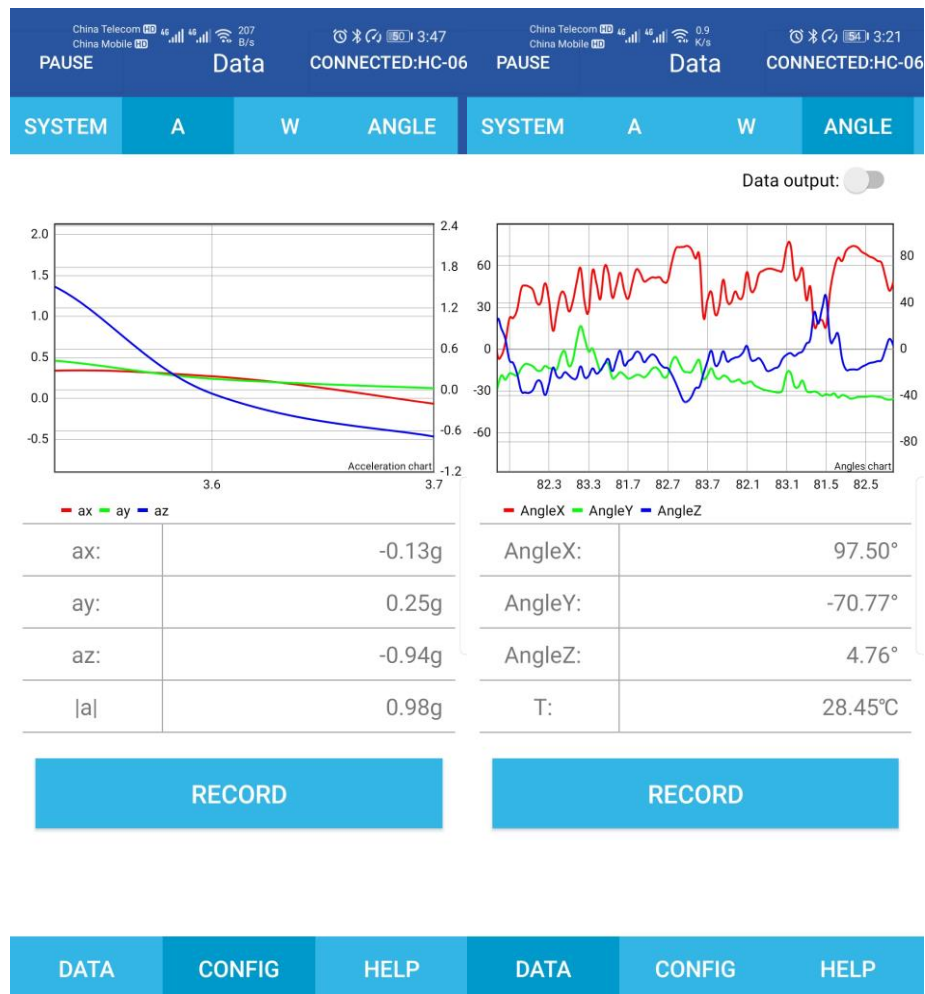 China Telecom HD 46 46 207
China Mobile HD B/s 50 3:47
PAUSE Data CONNECTED:HC-06
SYSTEM A W ANGLE
2.0 2.4
1.5 1.8
1.0 1.2
0.5 0.6
0.0 0.0
-0.5 -0.6
Acceleration chart -1.2
3.6 3.7
ax ay az
ax: -0.13g
ay: 0.25g
az: -0.94g
|a| 0.98g
RECORD
DATA CONFIG HELP
China Telecom HD 46 46 0.9
China Mobile HD K/s 54 3:21
PAUSE Data CONNECTED:HC-06
SYSTEM A W ANGLE
Data output:
60 80
30 40
0 0
-30 -40
-60 -80
Angles chart
82.3 83.3 81.7 82.7 83.7 82.1 83.1 81.5 82.5
AngleX AngleY AngleZ
AngleX: 97.50°
AngleY: -70.77°
AngleZ: 4.76°
T: 28.45℃
RECORD
DATA CONFIG HELP